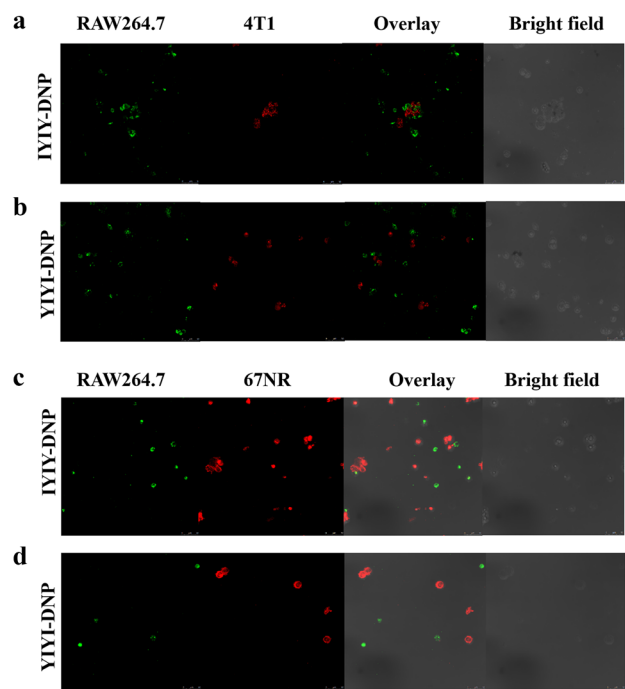 a
RAW264.7 4T1 Overlay Bright field
IYIY-DNP
b
YIYI-DNP
c
RAW264.7 67NR Overlay Bright field
IYIY-DNP
d
YIYI-DNP